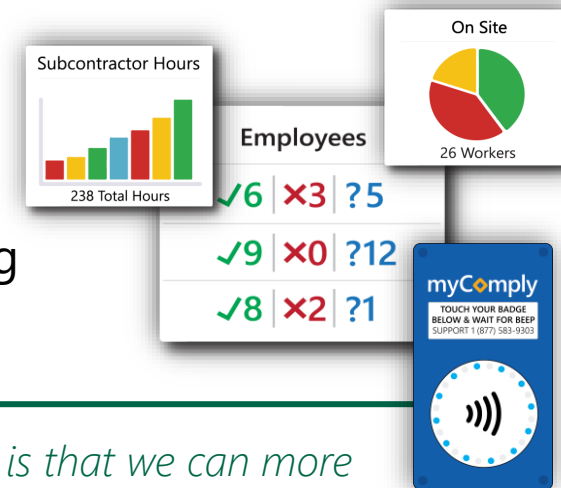 On Site
26 Workers
Subcontractor Hours
238 Total Hours
Employees
✓6 ✕3 ?5
✓9 ✕0 ?12
✓8 ✕2 ?1
g
myComply
TOUCH YOUR BADGE
BELOW & WAIT FOR BEEP
SUPPORT 1 (877) 583-9303
is that we can more